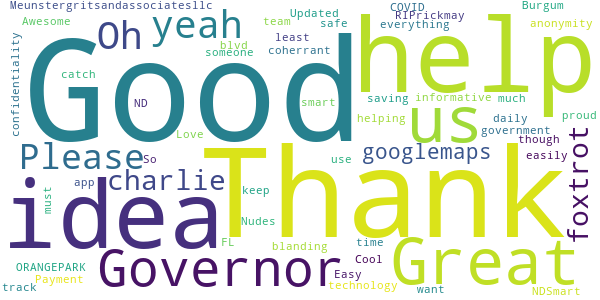 Meunstergritsandassociatesllc
COVID
Burgum
Awesome
Oh
yeah
team
Updated
safe
RIPrickmay
everything
anonymity
Good
help
blvd
someone
least
coherrant
confidentiality
catch
ND
smart
saving
informative
much
Love
helping
us
daily
government
proud
though
easily
Please
So
Thank
googlemaps
use
foxtrot
idea
app
charlie
keep
must
Nudes
FL
blanding
time
Great
Governor
Cool
ORANGEPARK
Payment
Easy
technology
track
want
NDSmart